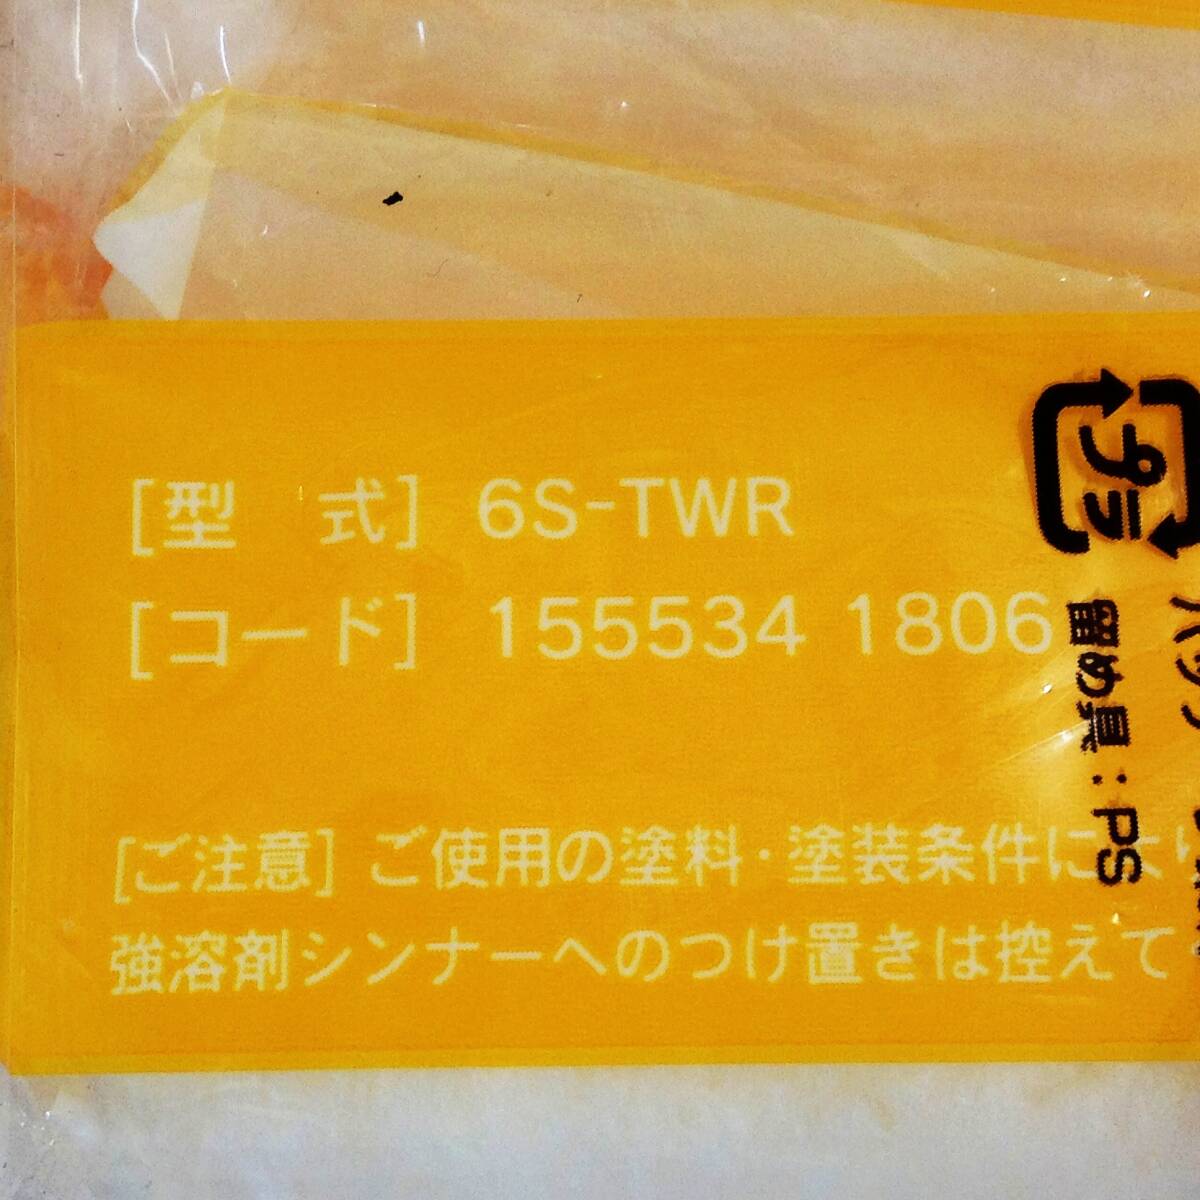 [型　式] 6S-TWR
[コード] 155534 1806
[ご注意] ご使用の塗料・塗装条件により
強溶剤シンナーへのつけ置きは控えて
プラ
留め具：PS